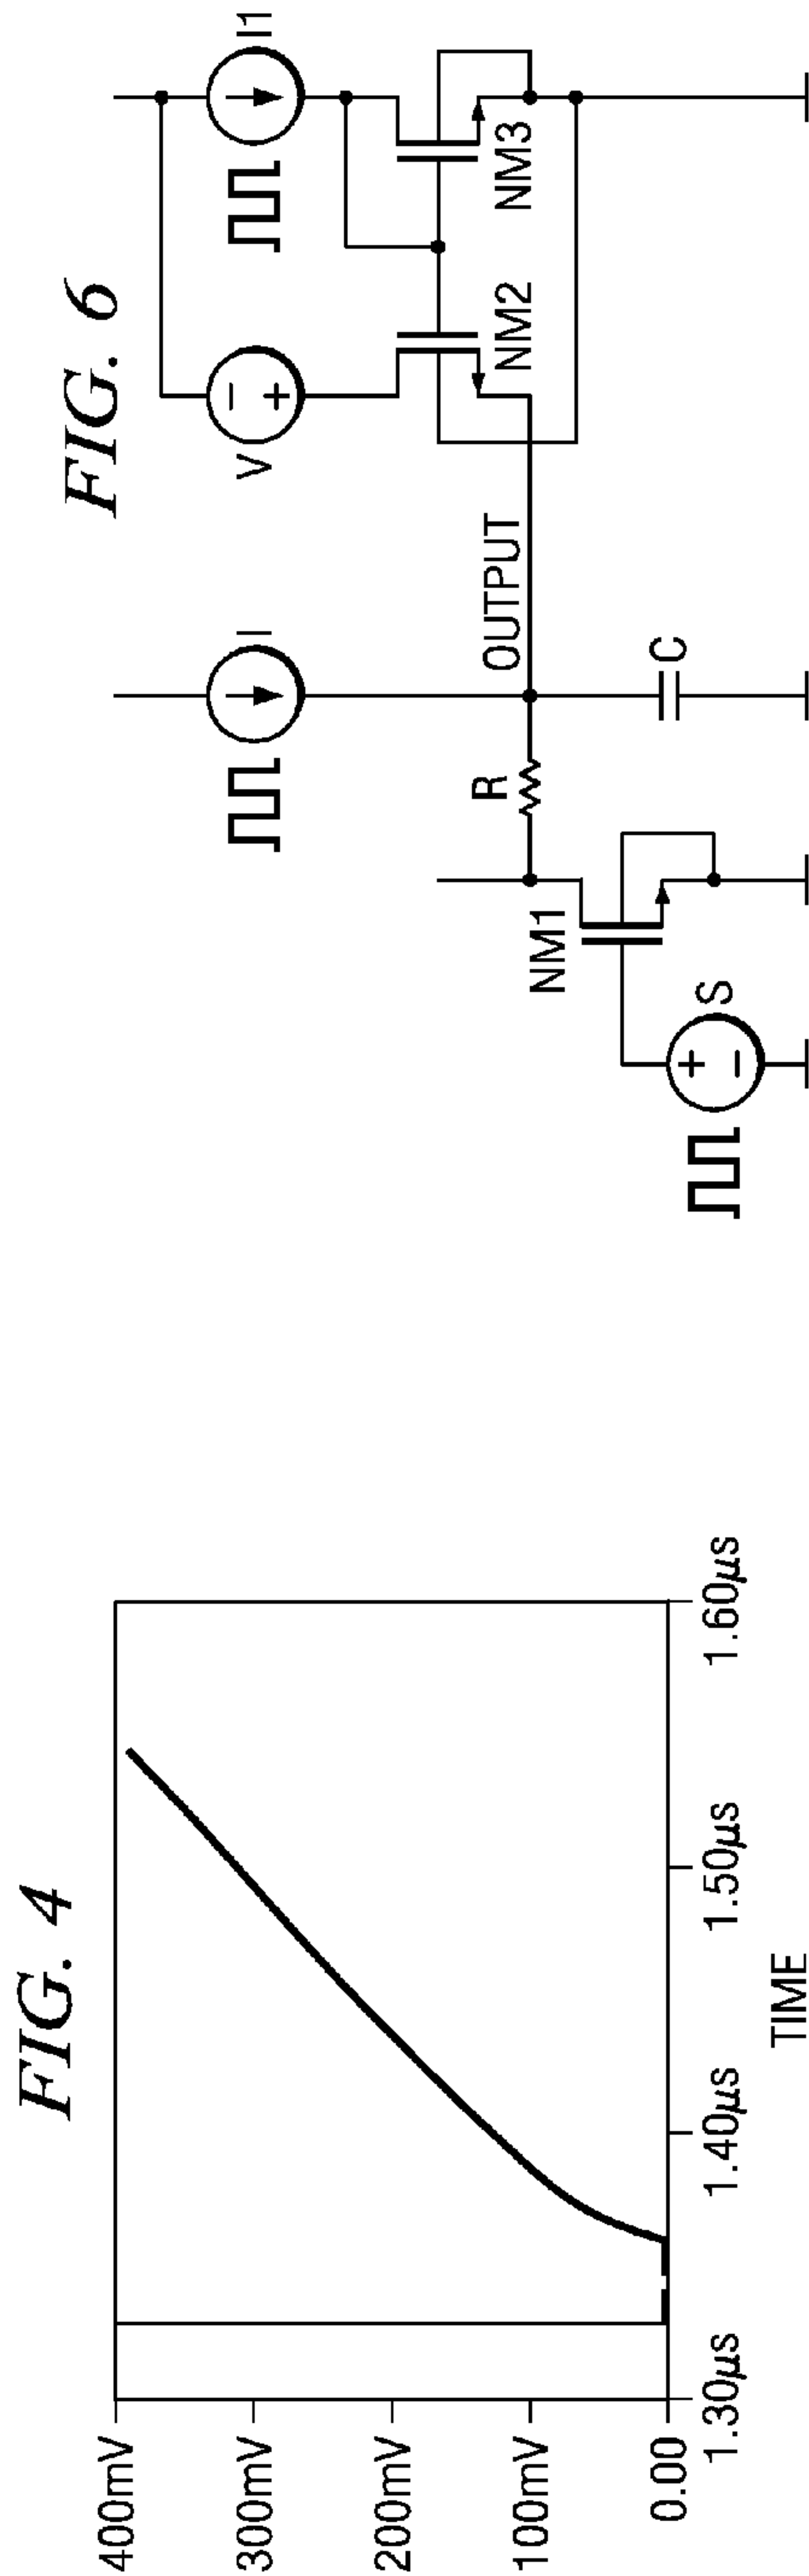 FIG. 4
400mV
300mV
200mV
100mV
0.00
1.30µs
1.40µs
1.50µs
1.60µs
TIME
FIG. 6
I
V
I1
OUTPUT
R
C
NM1
NM2
NM3
S
+
−
+
−